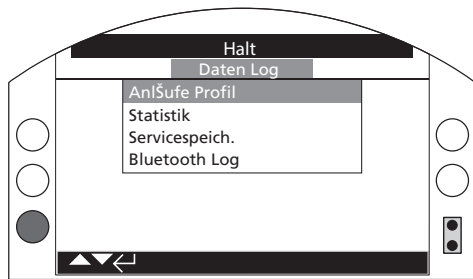 Halt
Daten Log
AnlŠufe Profil
Statistik
Servicespeich.
Bluetooth Log